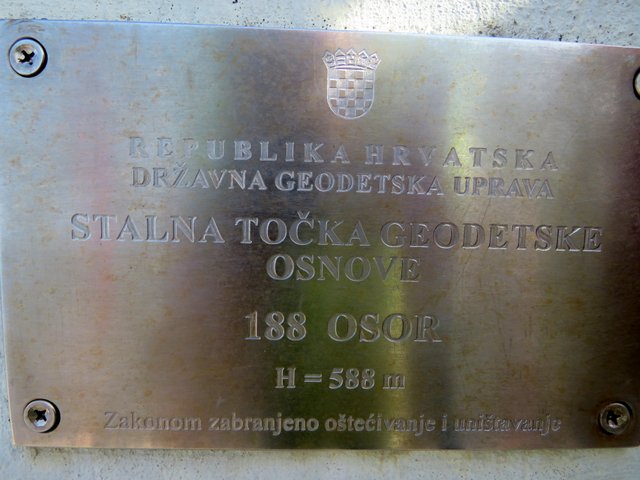 REPUBLIKA HRVATSKA
DRŽAVNA GEODETSKA UPRAVA
STALNA TOČKA GEODETSKE
OSNOVE
188 OSOR
H = 588 m
Zakonom zabranjeno oštećivanje i uništavanje